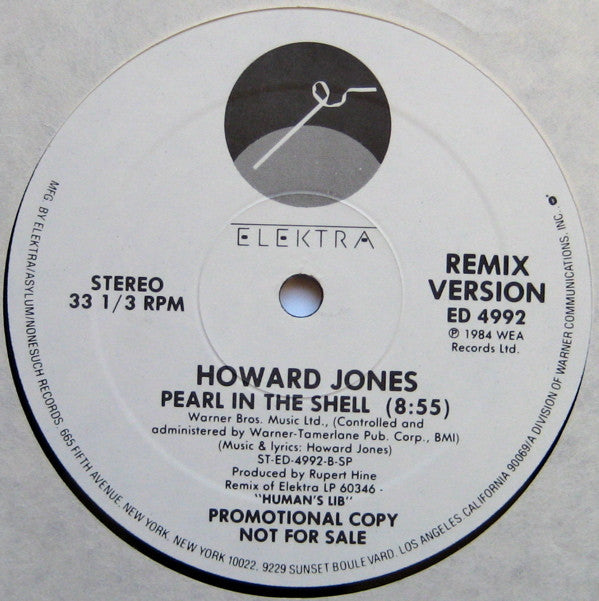 ELEKTRA
STEREO
33 1/3 RPM
REMIX
VERSION
ED 4992
℗ 1984 WEA
Records Ltd.
HOWARD JONES
PEARL IN THE SHELL (8:55)
Warner Bros. Music Ltd., (Controlled and
administered by Warner-Tamerlane Pub. Corp., BMI)
(Music & lyrics: Howard Jones)
ST-ED-4992-B-SP
Produced by Rupert Hine
Remix of Elektra LP 60346 -
"HUMAN'S LIB"
PROMOTIONAL COPY
NOT FOR SALE
MFG. BY ELEKTRA/ASYLUM/NONESUCH RECORDS. 665 FIFTH AVENUE. NEW YORK. NEW YORK 10022. 9229 SUNSET BOULEVARD. LOS ANGELES. CALIFORNIA 90069/A DIVISION OF WARNER COMMUNICATIONS. INC.